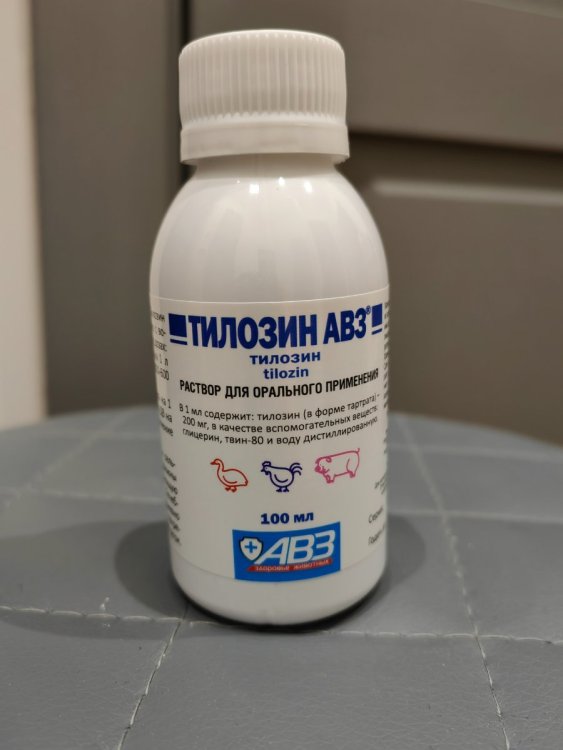 ТИЛОЗИН АВЗ®
ТИЛОЗИН
tilozin
РАСТВОР ДЛЯ ОРАЛЬНОГО ПРИМЕНЕНИЯ
В 1 мл содержит: тилозин (в форме тартрата) –
200 мг, в качестве вспомогательных веществ:
глицерин, твин-80 и воду дистиллированную.
100 мл
АВЗ
здоровье животных
Серия